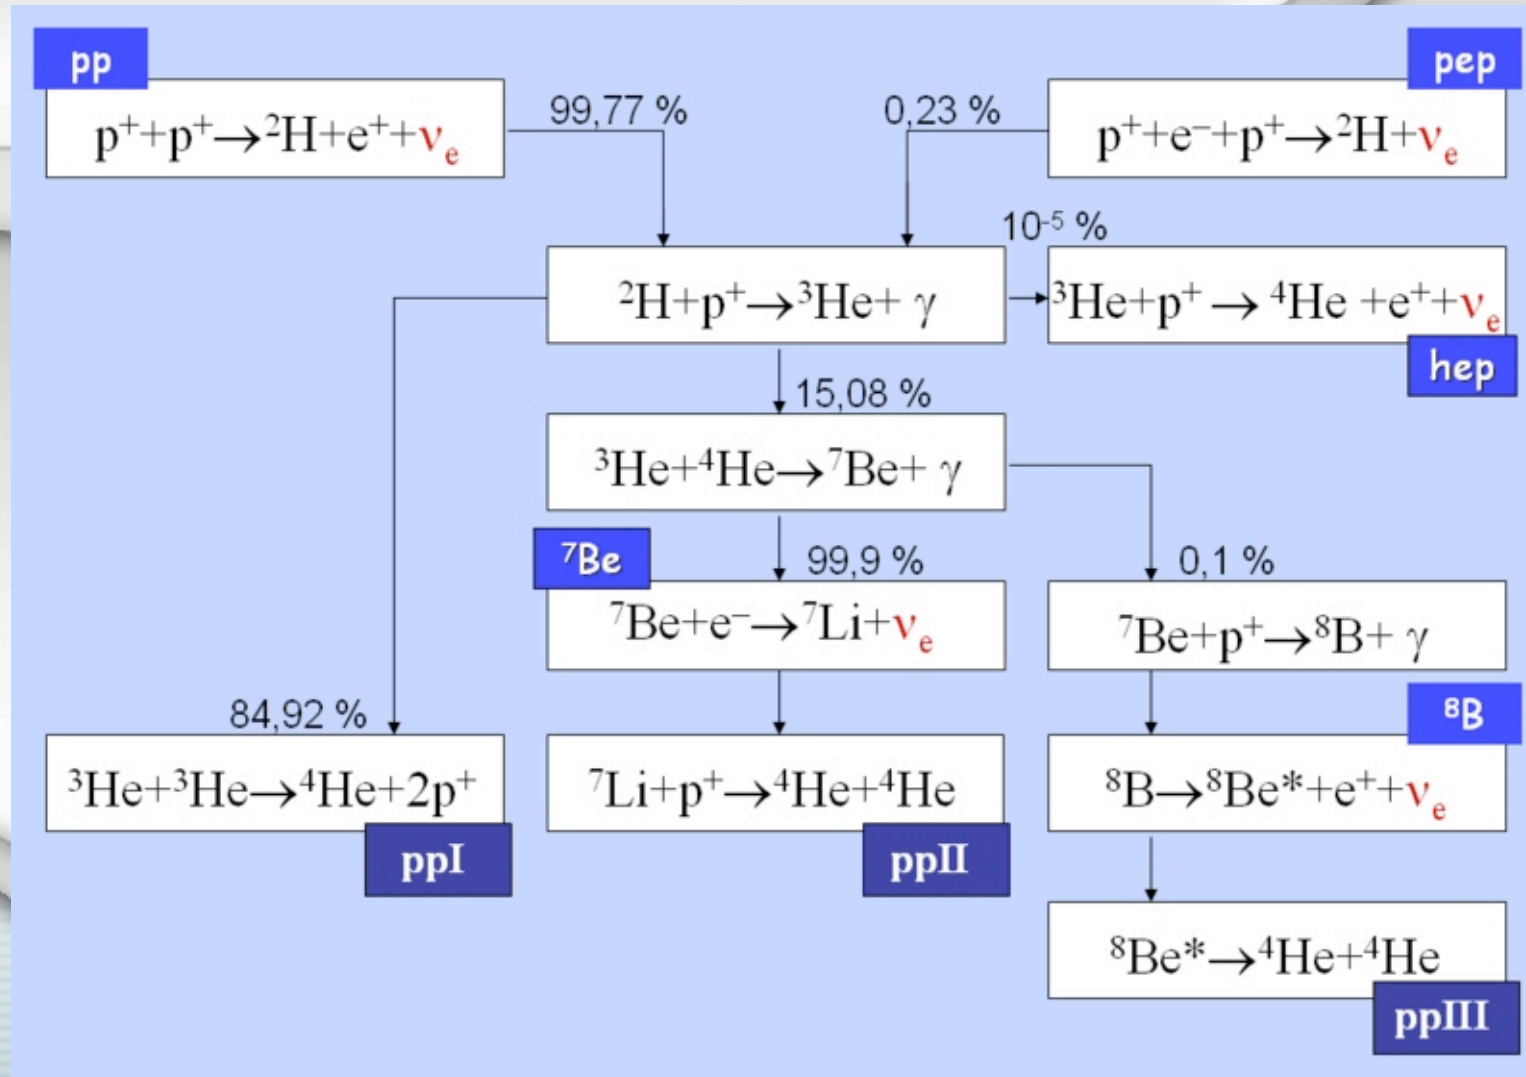 pp
pep
99,77 %
0,23 %
p⁺+p⁺→²H+e⁺+νₑ
p⁺+e⁻+p⁺→²H+νₑ
10⁻⁵ %
²H+p⁺→³He+ γ
³He+p⁺ → ⁴He +e⁺+νₑ
hep
15,08 %
³He+⁴He→⁷Be+ γ
⁷Be
99,9 %
0,1 %
⁷Be+e⁻→⁷Li+νₑ
⁷Be+p⁺→⁸B+ γ
84,92 %
⁸B
³He+³He→⁴He+2p⁺
⁷Li+p⁺→⁴He+⁴He
⁸B→⁸Be*+e⁺+νₑ
ppI
ppII
⁸Be*→⁴He+⁴He
ppIII